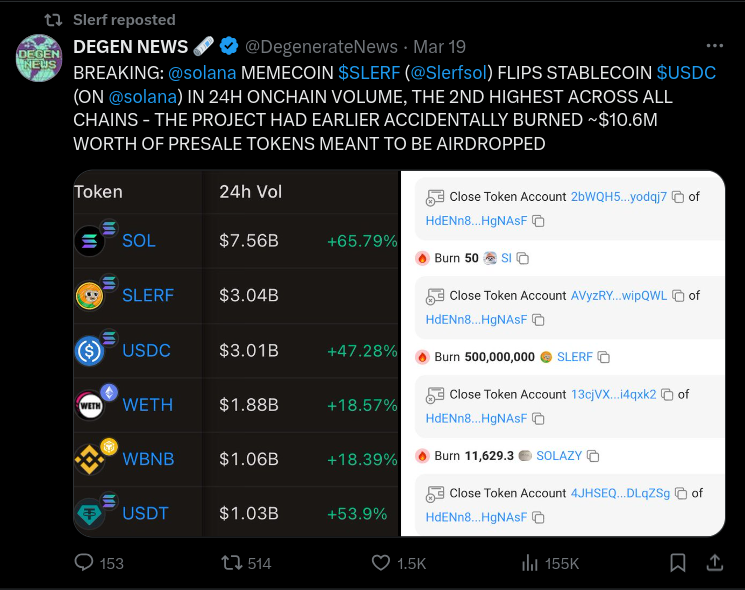 Slerf reposted
DEGEN NEWS @DegenerateNews · Mar 19
BREAKING: @solana MEMECOIN $SLERF (@Slerfsol) FLIPS STABLECOIN $USDC
(ON @solana) IN 24H ONCHAIN VOLUME, THE 2ND HIGHEST ACROSS ALL
CHAINS - THE PROJECT HAD EARLIER ACCIDENTALLY BURNED ~$10.6M
WORTH OF PRESALE TOKENS MEANT TO BE AIRDROPPED
DEGEN
NEWS
Token 24h Vol
SOL $7.56B +65.79%
SLERF $3.04B
USDC $3.01B +47.28%
WETH
WETH $1.88B +18.57%
WBNB $1.06B +18.39%
USDT $1.03B +53.9%
Close Token Account 2bWQH5...yodqj7 of
HdENn8...HgNAsF
Burn 50 SI
Close Token Account AVyzRY...wipQWL of
HdENn8...HgNAsF
Burn 500,000,000 SLERF
Close Token Account 13cjVX...i4qxk2 of
HdENn8...HgNAsF
Burn 11,629.3 SOLAZY
Close Token Account 4JHSEQ...DLqZSg of
HdENn8...HgNAsF
153 514 1.5K 155K